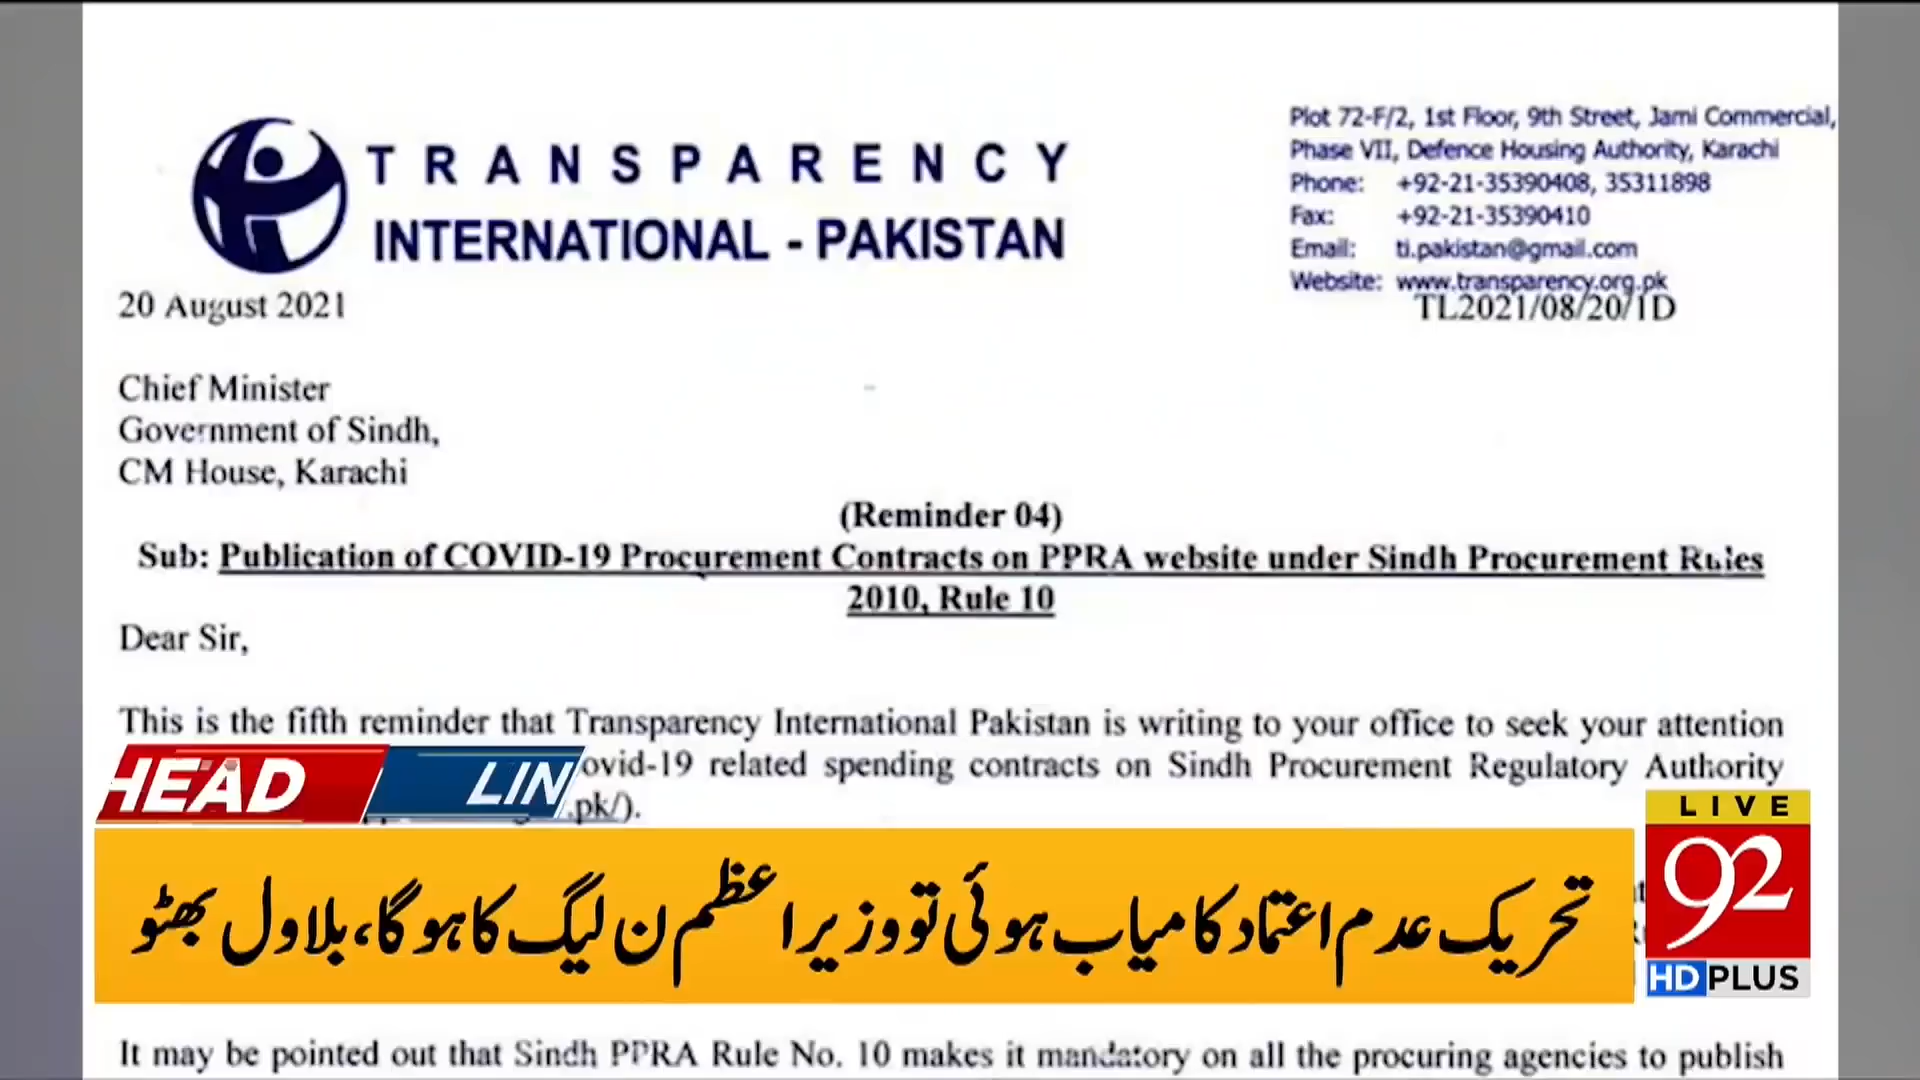 TRANSPARENCY
INTERNATIONAL - PAKISTAN
Plot 72-F/2, 1st Floor, 9th Street, Jami Commercial,
Phase VII, Defence Housing Authority, Karachi
Phone: +92-21-35390408, 35311898
Fax: +92-21-35390410
Email: ti.pakistan@gmail.com
Website: www.transparency.org.pk
20 August 2021
TL2021/08/20/1D
Chief Minister
Government of Sindh,
CM House, Karachi
(Reminder 04)
Sub: Publication of COVID-19 Procurement Contracts on PPRA website under Sindh Procurement Rules
2010, Rule 10
Dear Sir,
This is the fifth reminder that Transparency International Pakistan is writing to your office to seek your attention
ovid-19 related spending contracts on Sindh Procurement Regulatory Authority
.pk/).
HEAD LIN
تحریک عدم اعتماد کامیاب ہوئی تو وزیراعظم ن لیگ کا ہوگا، بلاول بھٹو
LIVE
92
HD PLUS
It may be pointed out that Sindh PPRA Rule No. 10 makes it mandatory on all the procuring agencies to publish